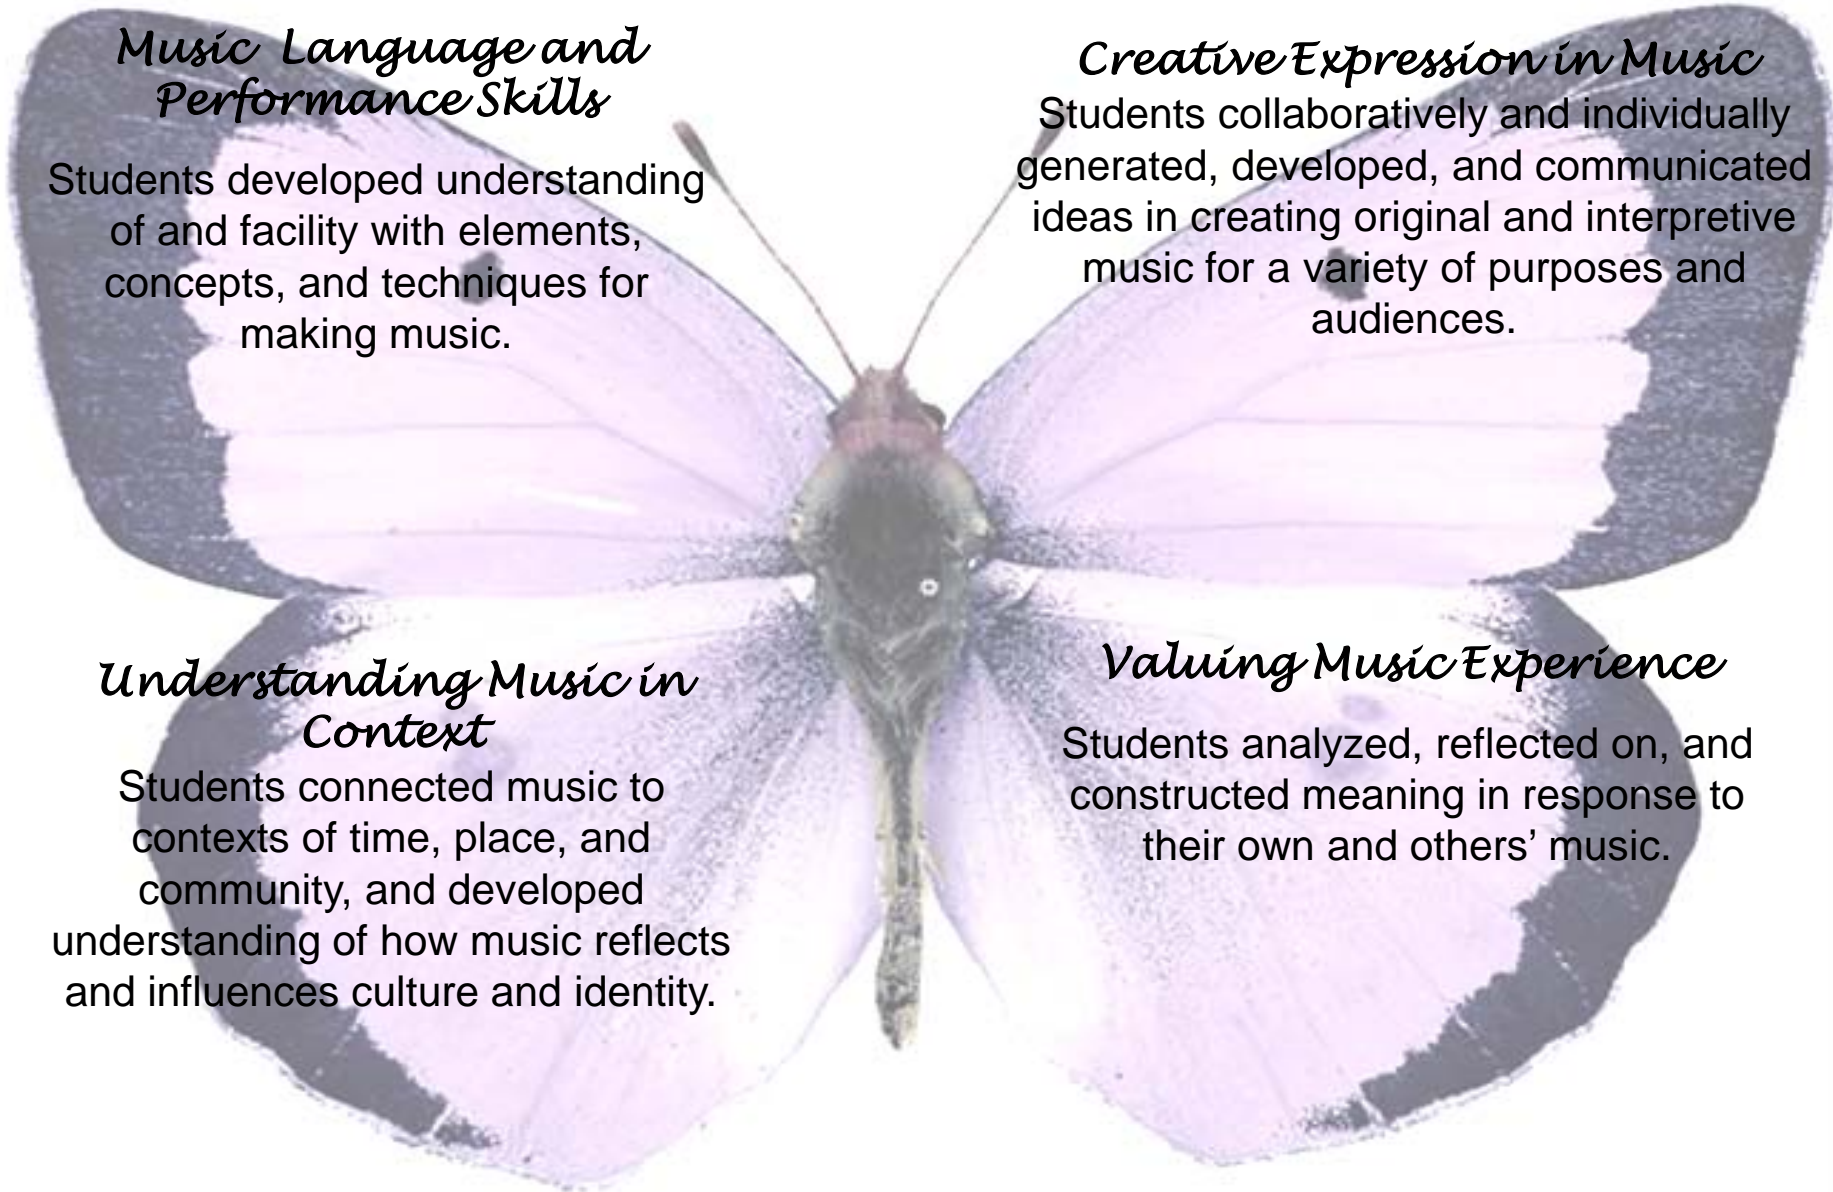 Music Language and
Performance Skills
Students developed understanding
of and facility with elements,
concepts, and techniques for
making music.
Creative Expression in Music
Students collaboratively and individually
generated, developed, and communicated
ideas in creating original and interpretive
music for a variety of purposes and
audiences.
Understanding Music in
Context
Students connected music to
contexts of time, place, and
community, and developed
understanding of how music reflects
and influences culture and identity.
Valuing Music Experience
Students analyzed, reflected on, and
constructed meaning in response to
their own and others’ music.